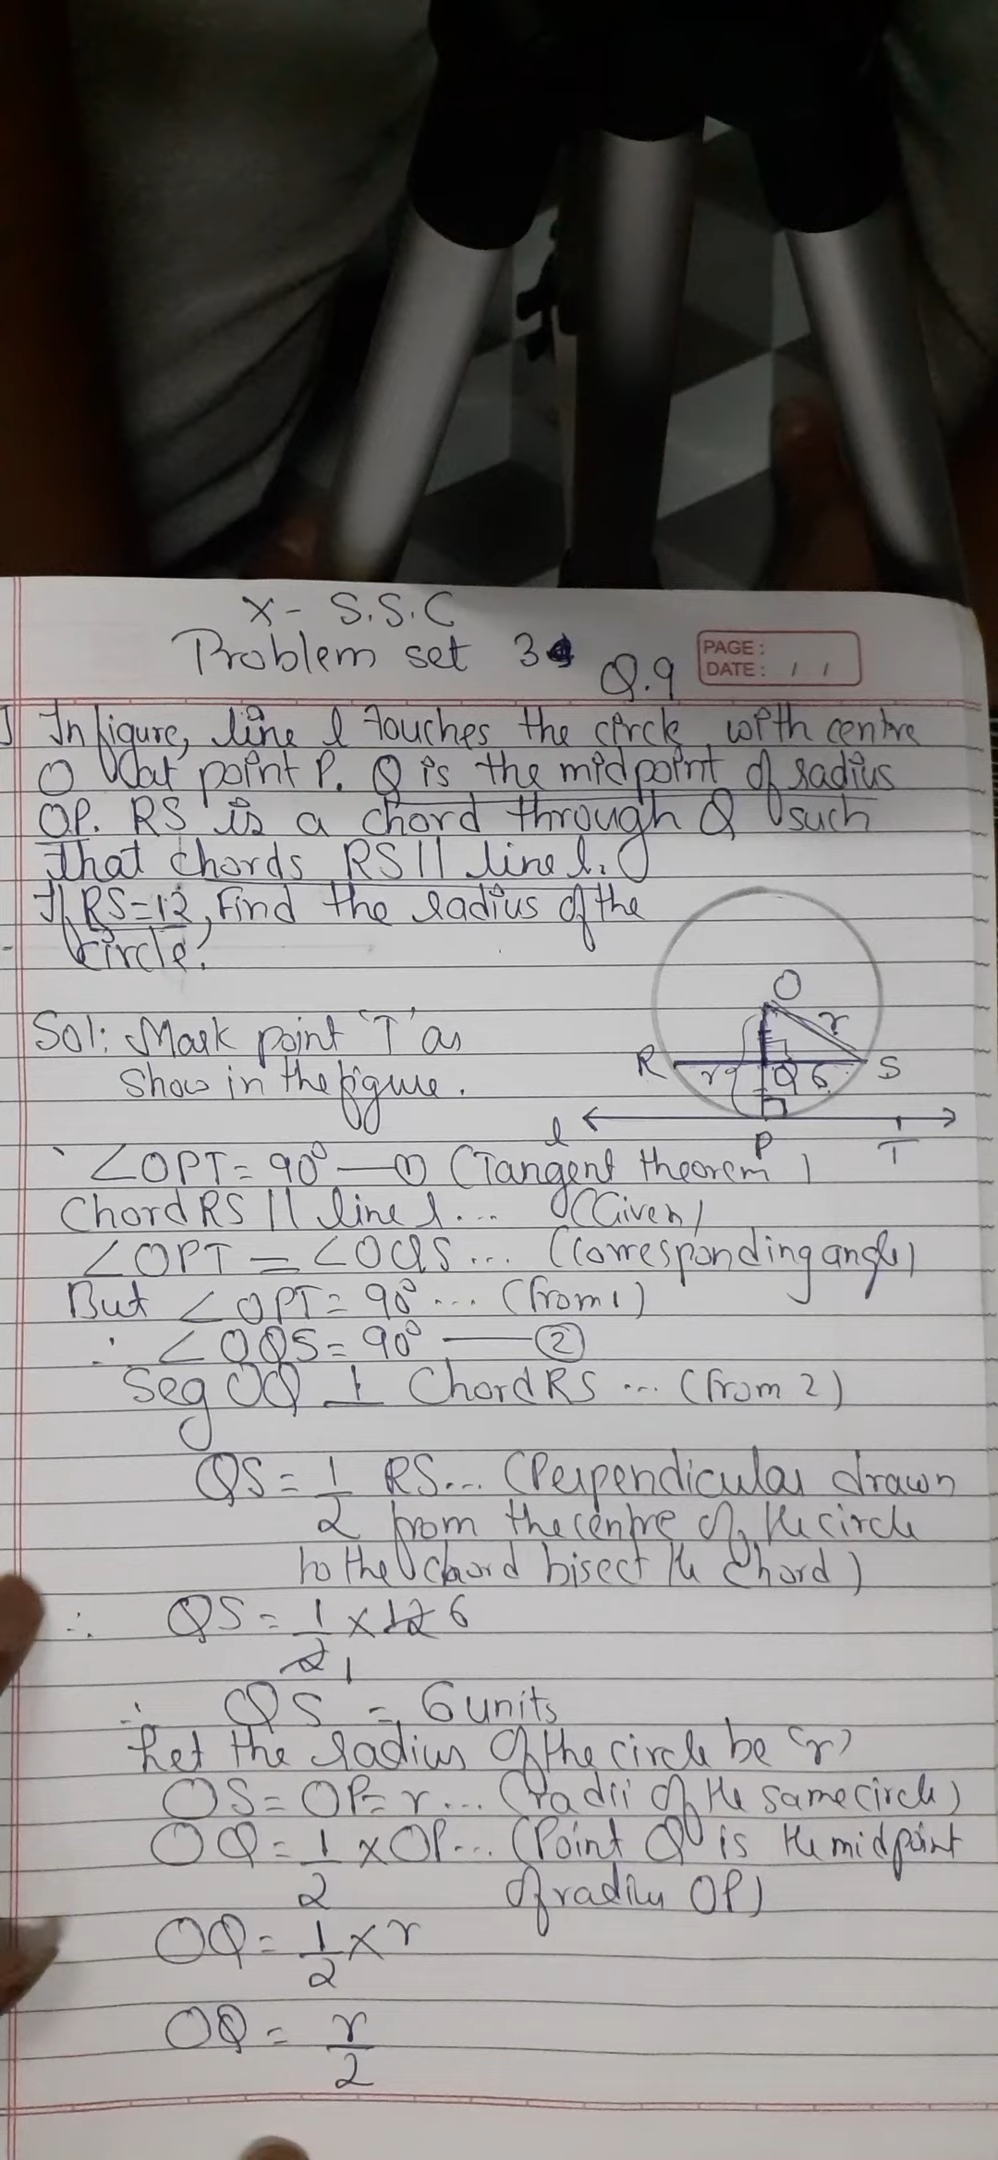 X - S.S.C
Problem set 3
Q.9
PAGE:
DATE: / /
In figure, line l touches the circle with centre
O at point P. Q is the midpoint of radius
OP. RS is a chord through Q such
that chords RS || line l.
If RS=12, Find the radius of the
circle?
Sol: Mark point 'T' as
Show in the figure.
O
r
R
r
Q
6
S
l
P
T
∠OPT = 90° — ① (Tangent theorem)
Chord RS || line l ... (Given)
∠OPT = ∠OQS ... (Corresponding angle)
But ∠OPT = 90° ... (from 1)
∴ ∠OQS = 90° — ②
Seg OQ ⊥ Chord RS ... (from 2)
QS = 1/2 RS ... (Perpendicular drawn
from the centre of the circle
to the chord bisect the chord)
∴ QS = 1/2 × 12 6
1
∴ QS = 6 units
Let the radius of the circle be 'r'
OS = OP = r ... (radii of the same circle)
OQ = 1/2 × OP ... (Point Q is the midpoint
of radius OP)
OQ = 1/2 × r
OQ = r/2